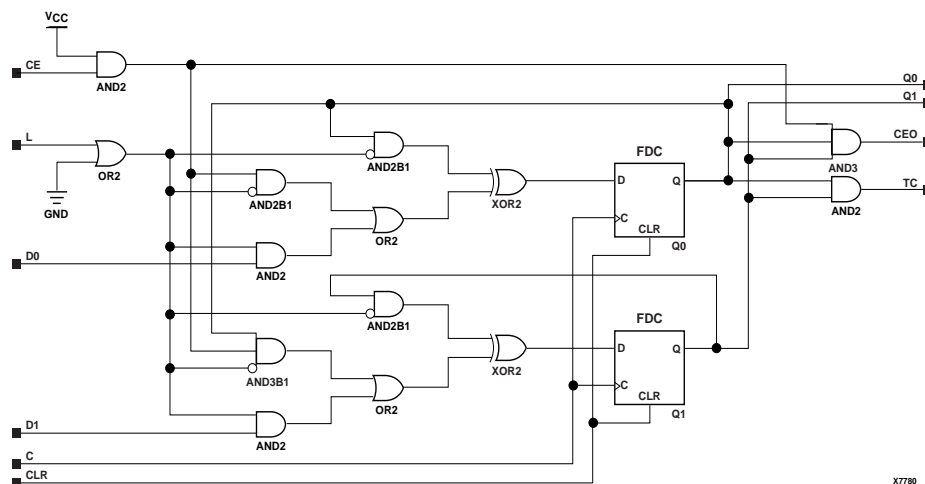 VCC
CE
AND2
Q0
Q1
L
CEO
FDC
AND2B1
D
Q
AND3
OR2
TC
GND
AND2B1
XOR2
C
AND2
OR2
CLR
Q0
D0
AND2
AND2B1
FDC
D
Q
XOR2
AND3B1
C
OR2
CLR
Q1
D1
AND2
C
CLR
X7780